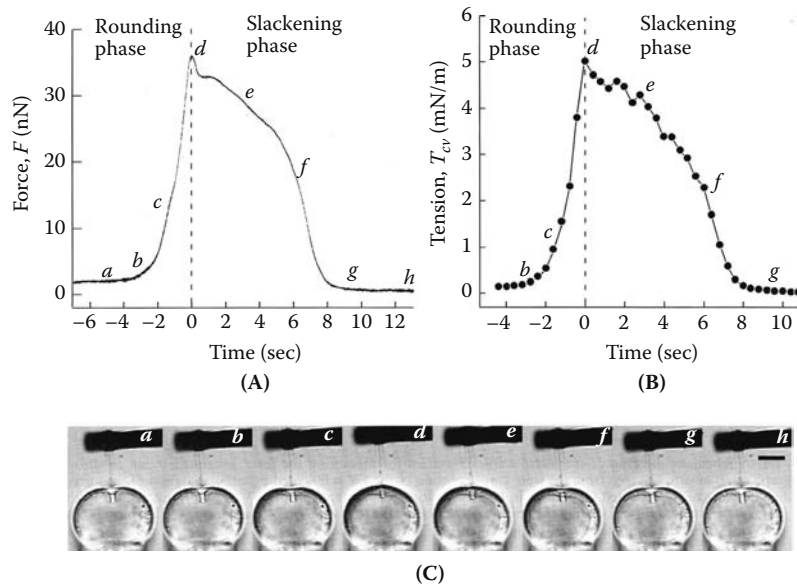 Rounding phase
Slackening phase
d
e
c
f
b
a
g
h
Force, F (nN)
40
30
20
10
0
−6 −4 −2 0 2 4 6 8 10 12
Time (sec)
(A)
Rounding phase
Slackening phase
d
e
c
f
b
g
Tension, T_cv (mN/m)
6
5
4
3
2
1
0
−4 −2 0 2 4 6 8 10
Time (sec)
(B)
a b c d e f g h
(C)